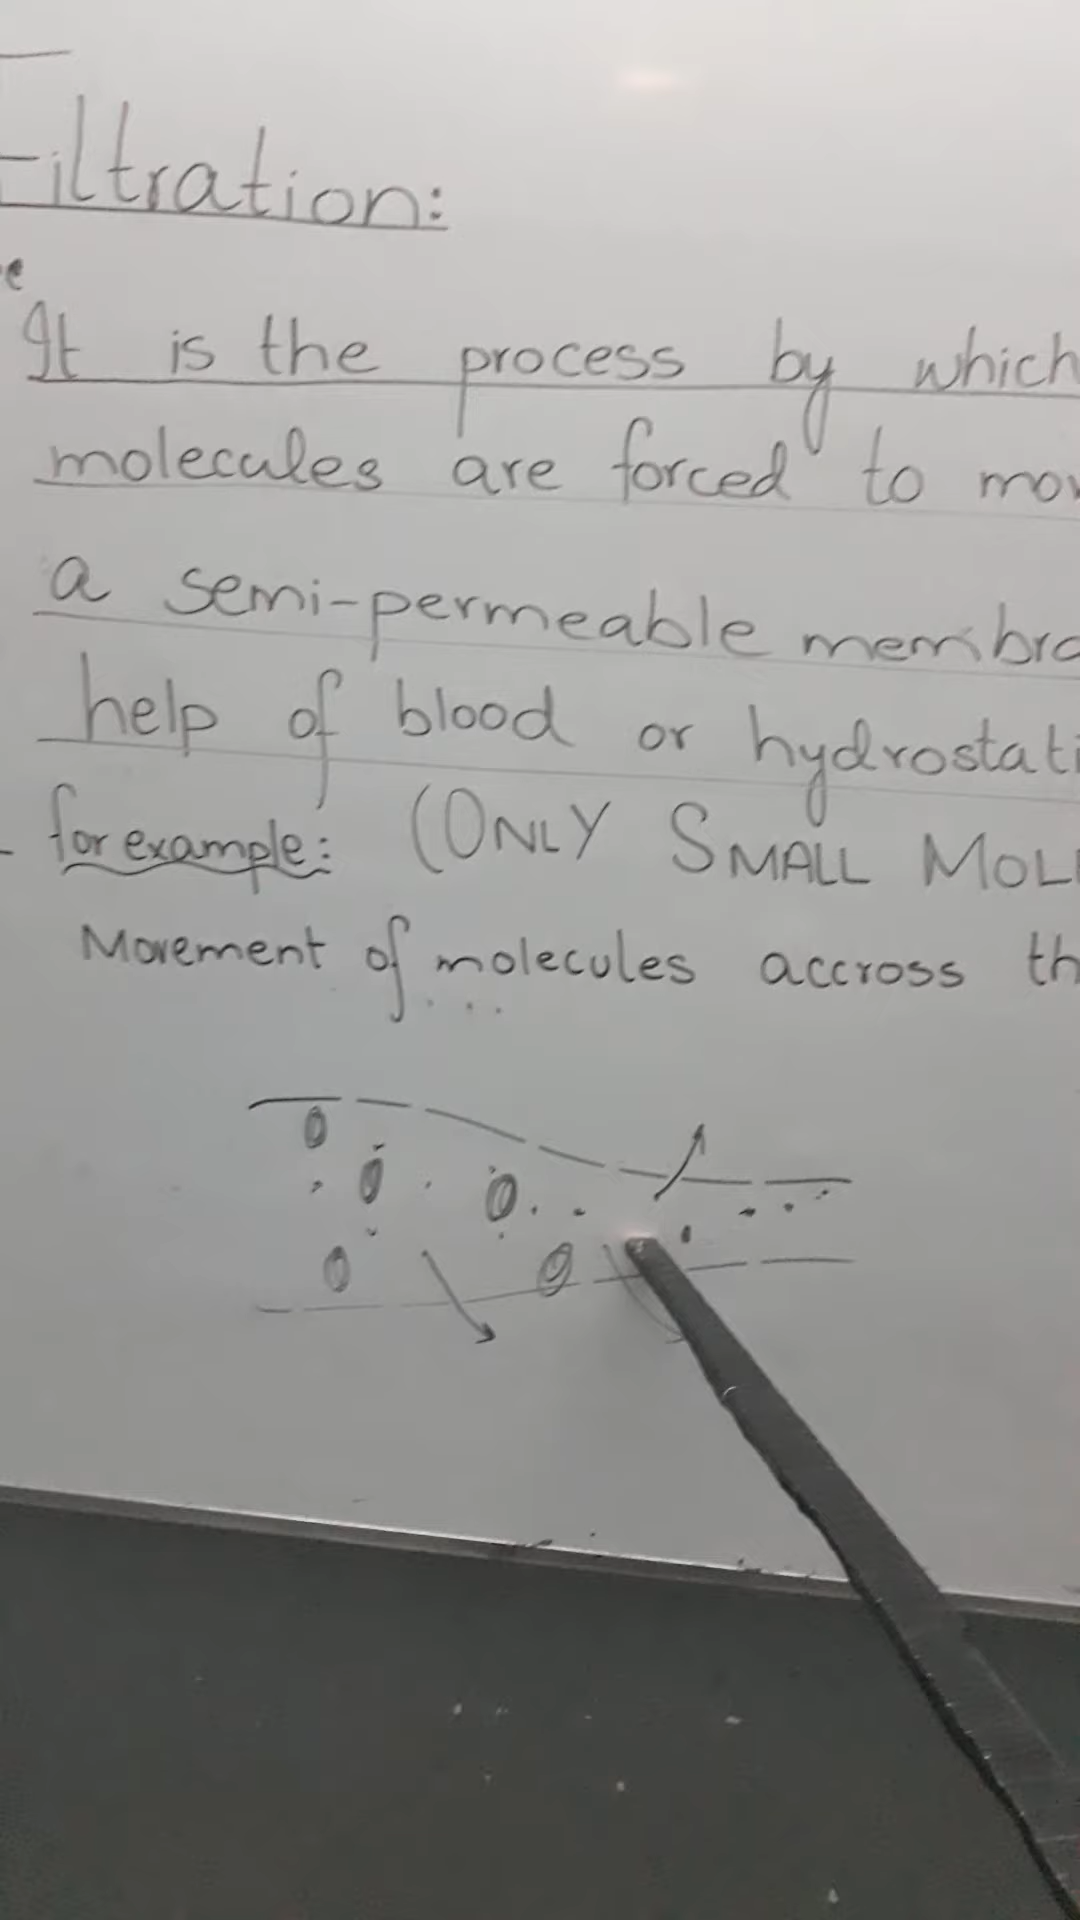 Filtration:
It is the process by which
molecules are forced to
a semi-permeable
help of blood or
for example: (ONLY SMALL
Movement of molecules accross